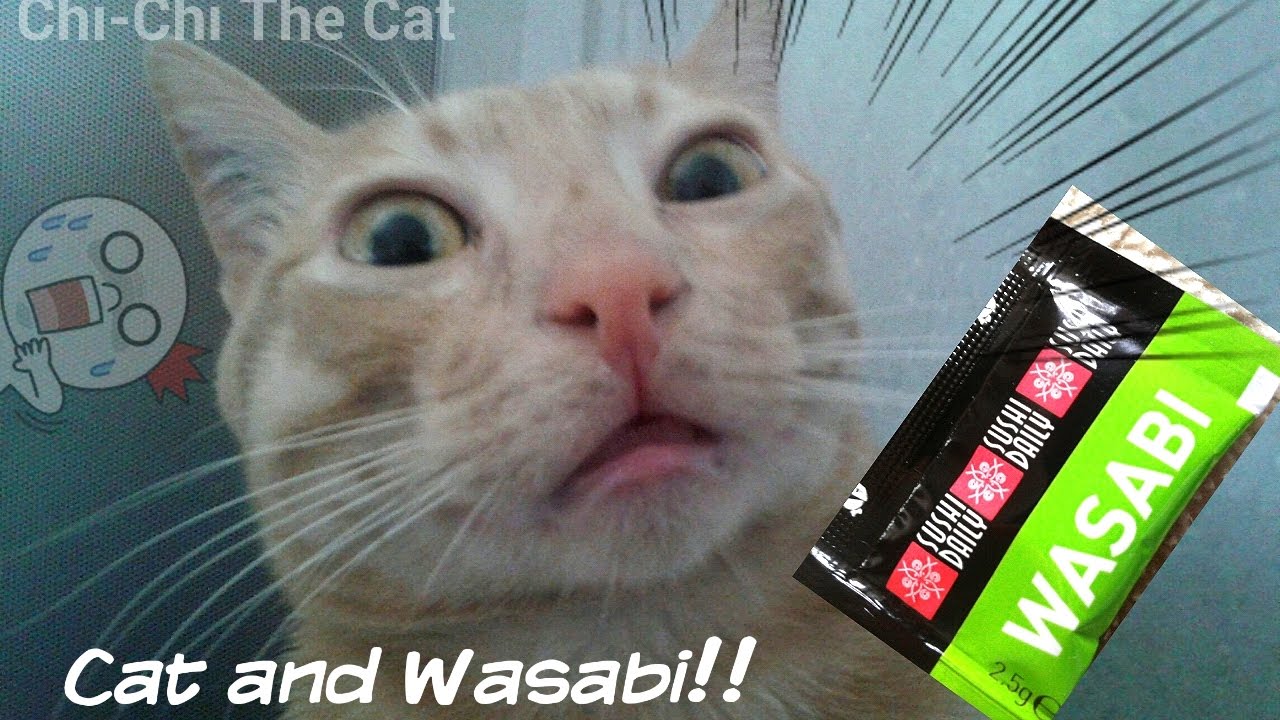 Chi-Chi The Cat
SUSHI
DAILY
SUSHI
DAILY
SUSHI
DAILY
WASABI
2.5g
Cat and Wasabi!!